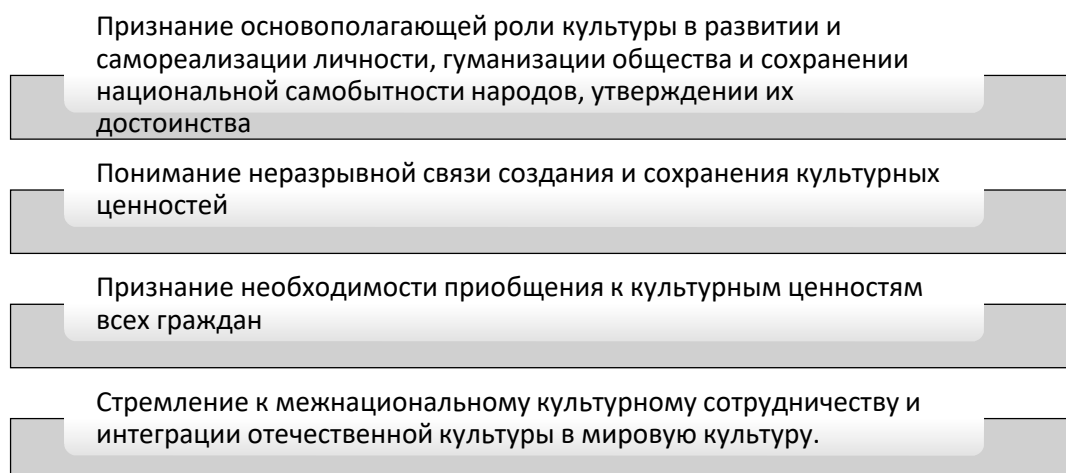 Признание основополагающей роли культуры в развитии и
самореализации личности, гуманизации общества и сохранении
национальной самобытности народов, утверждении их
достоинства
Понимание неразрывной связи создания и сохранения культурных
ценностей
Признание необходимости приобщения к культурным ценностям
всех граждан
Стремление к межнациональному культурному сотрудничеству и
интеграции отечественной культуры в мировую культуру.